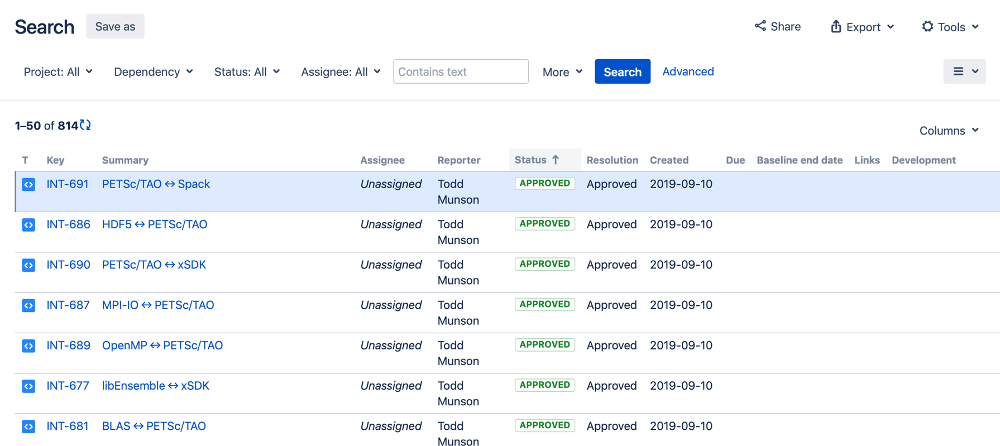 Search Save as Share Export Tools
Project: All Dependency Status: All Assignee: All Contains text More Search Advanced
1–50 of 814
Columns
T Key Summary Assignee Reporter Status ↑ Resolution Created Due Baseline end date Links Development
INT-691 PETSc/TAO ↔ Spack Unassigned Todd Munson APPROVED Approved 2019-09-10
INT-686 HDF5 ↔ PETSc/TAO Unassigned Todd Munson APPROVED Approved 2019-09-10
INT-690 PETSc/TAO ↔ xSDK Unassigned Todd Munson APPROVED Approved 2019-09-10
INT-687 MPI-IO ↔ PETSc/TAO Unassigned Todd Munson APPROVED Approved 2019-09-10
INT-689 OpenMP ↔ PETSc/TAO Unassigned Todd Munson APPROVED Approved 2019-09-10
INT-677 libEnsemble ↔ xSDK Unassigned Todd Munson APPROVED Approved 2019-09-10
INT-681 BLAS ↔ PETSc/TAO Unassigned Todd Munson APPROVED Approved 2019-09-10